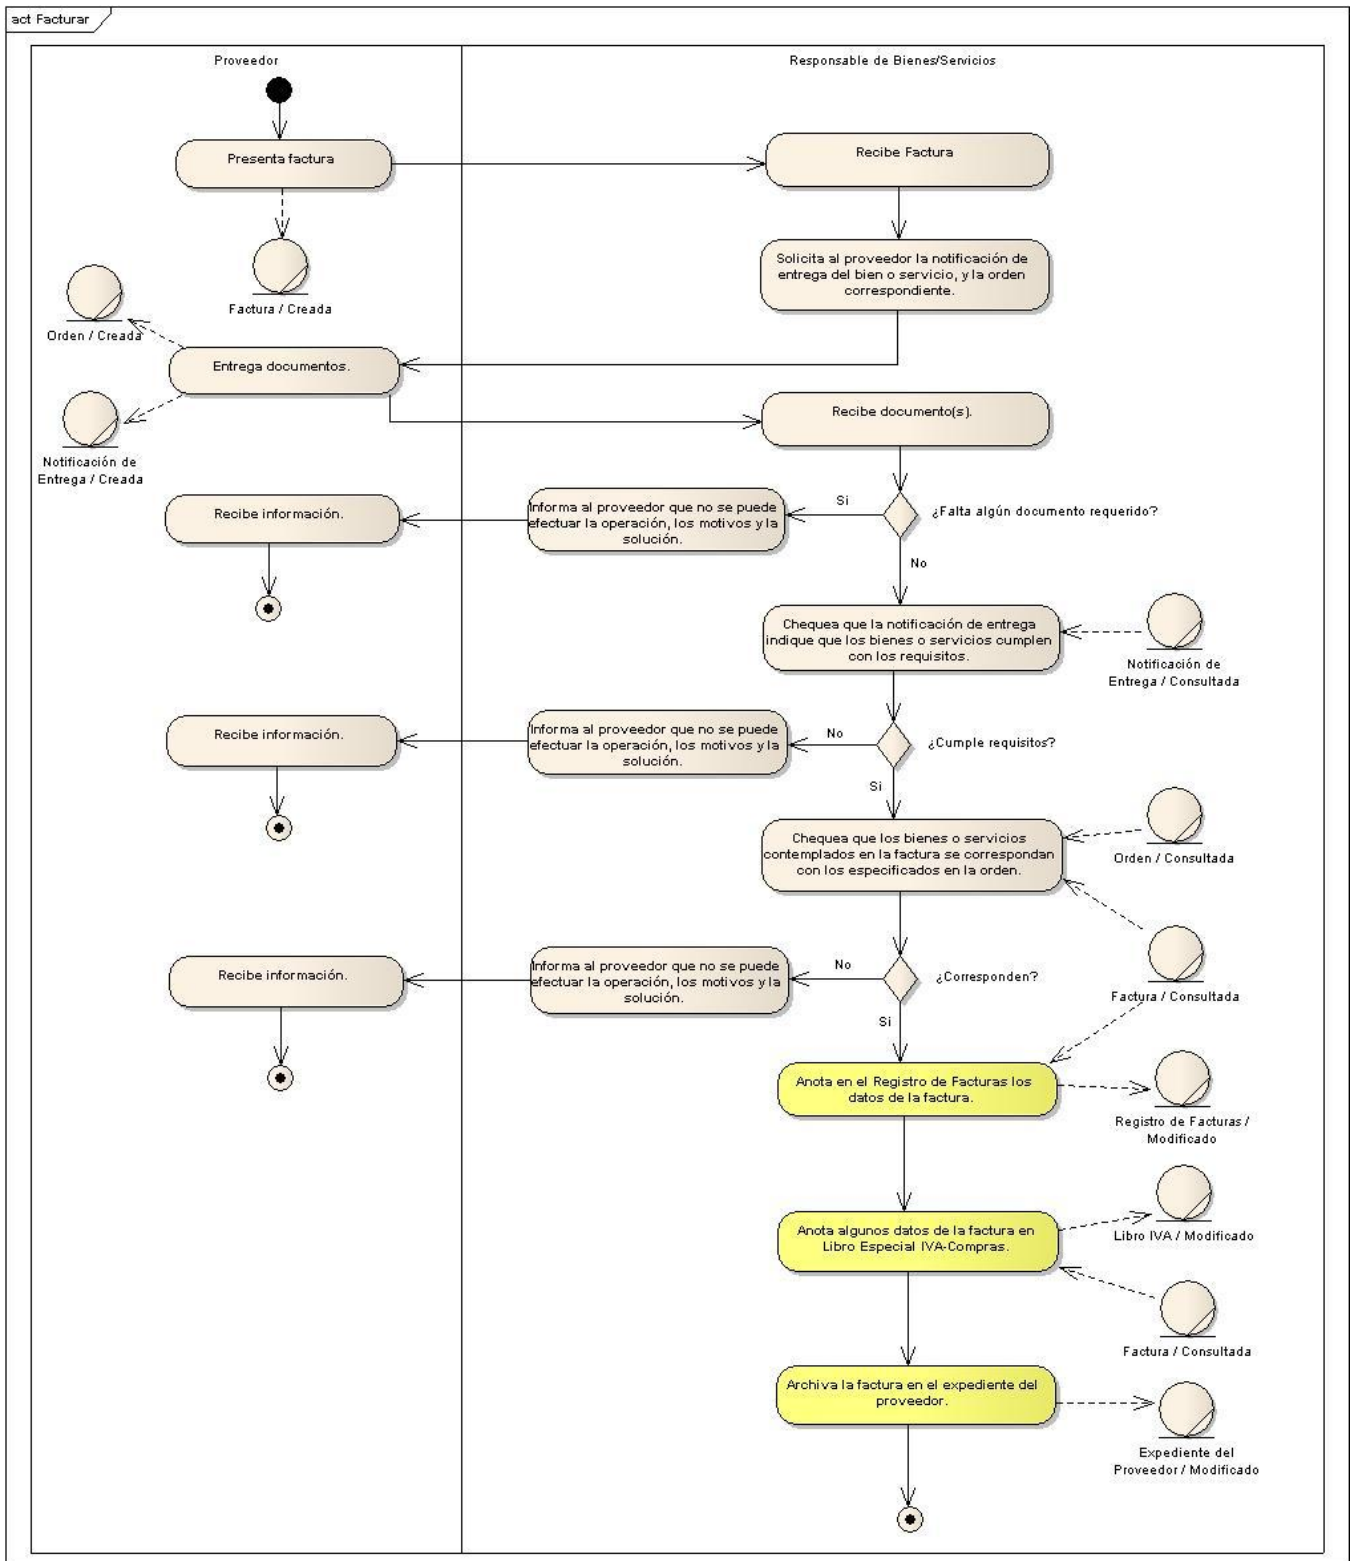 act Facturar
Proveedor
Responsable de Bienes/Servicios
Presenta factura
Recibe Factura
Factura / Creada
Solicita al proveedor la notificación de
entrega del bien o servicio, y la orden
correspondiente.
Orden / Creada
Entrega documentos.
Notificación de
Entrega / Creada
Recibe documento(s).
Recibe información.
Informa al proveedor que no se puede
efectuar la operación, los motivos y la
solución.
Si
¿Falta algún documento requerido?
No
Chequea que la notificación de entrega
indique que los bienes o servicios cumplen
con los requisitos.
Notificación de
Entrega / Consultada
Recibe información.
Informa al proveedor que no se puede
efectuar la operación, los motivos y la
solución.
No
¿Cumple requisitos?
Si
Chequea que los bienes o servicios
contemplados en la factura se correspondan
con los especificados en la orden.
Orden / Consultada
Recibe información.
Informa al proveedor que no se puede
efectuar la operación, los motivos y la
solución.
No
¿Corresponden?
Factura / Consultada
Si
Anota en el Registro de Facturas los
datos de la factura.
Registro de Facturas /
Modificado
Anota algunos datos de la factura en
Libro Especial IVA-Compras.
Libro IVA / Modificado
Factura / Consultada
Archiva la factura en el expediente del
proveedor.
Expediente del
Proveedor / Modificado